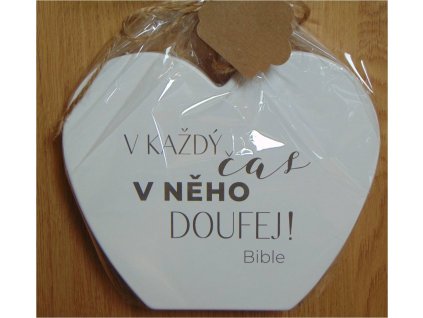 V KAŽDÝ čas
V NĚHO
DOUFEJ!
Bible